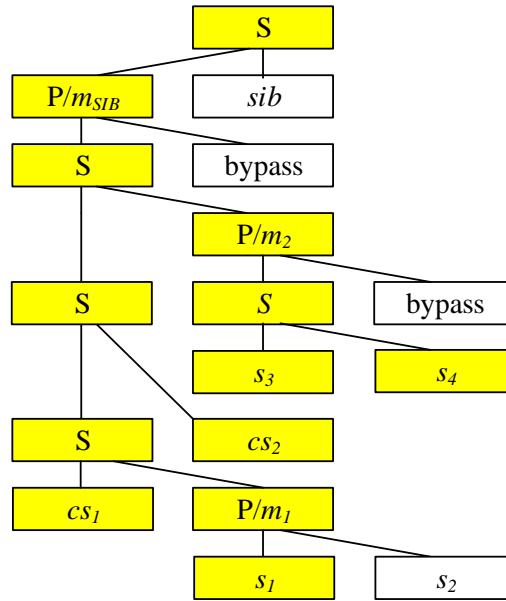 S
P/m_SIB sib
S bypass
P/m_2
S S bypass
s_3 s_4
S cs_2
cs_1 P/m_1
s_1 s_2